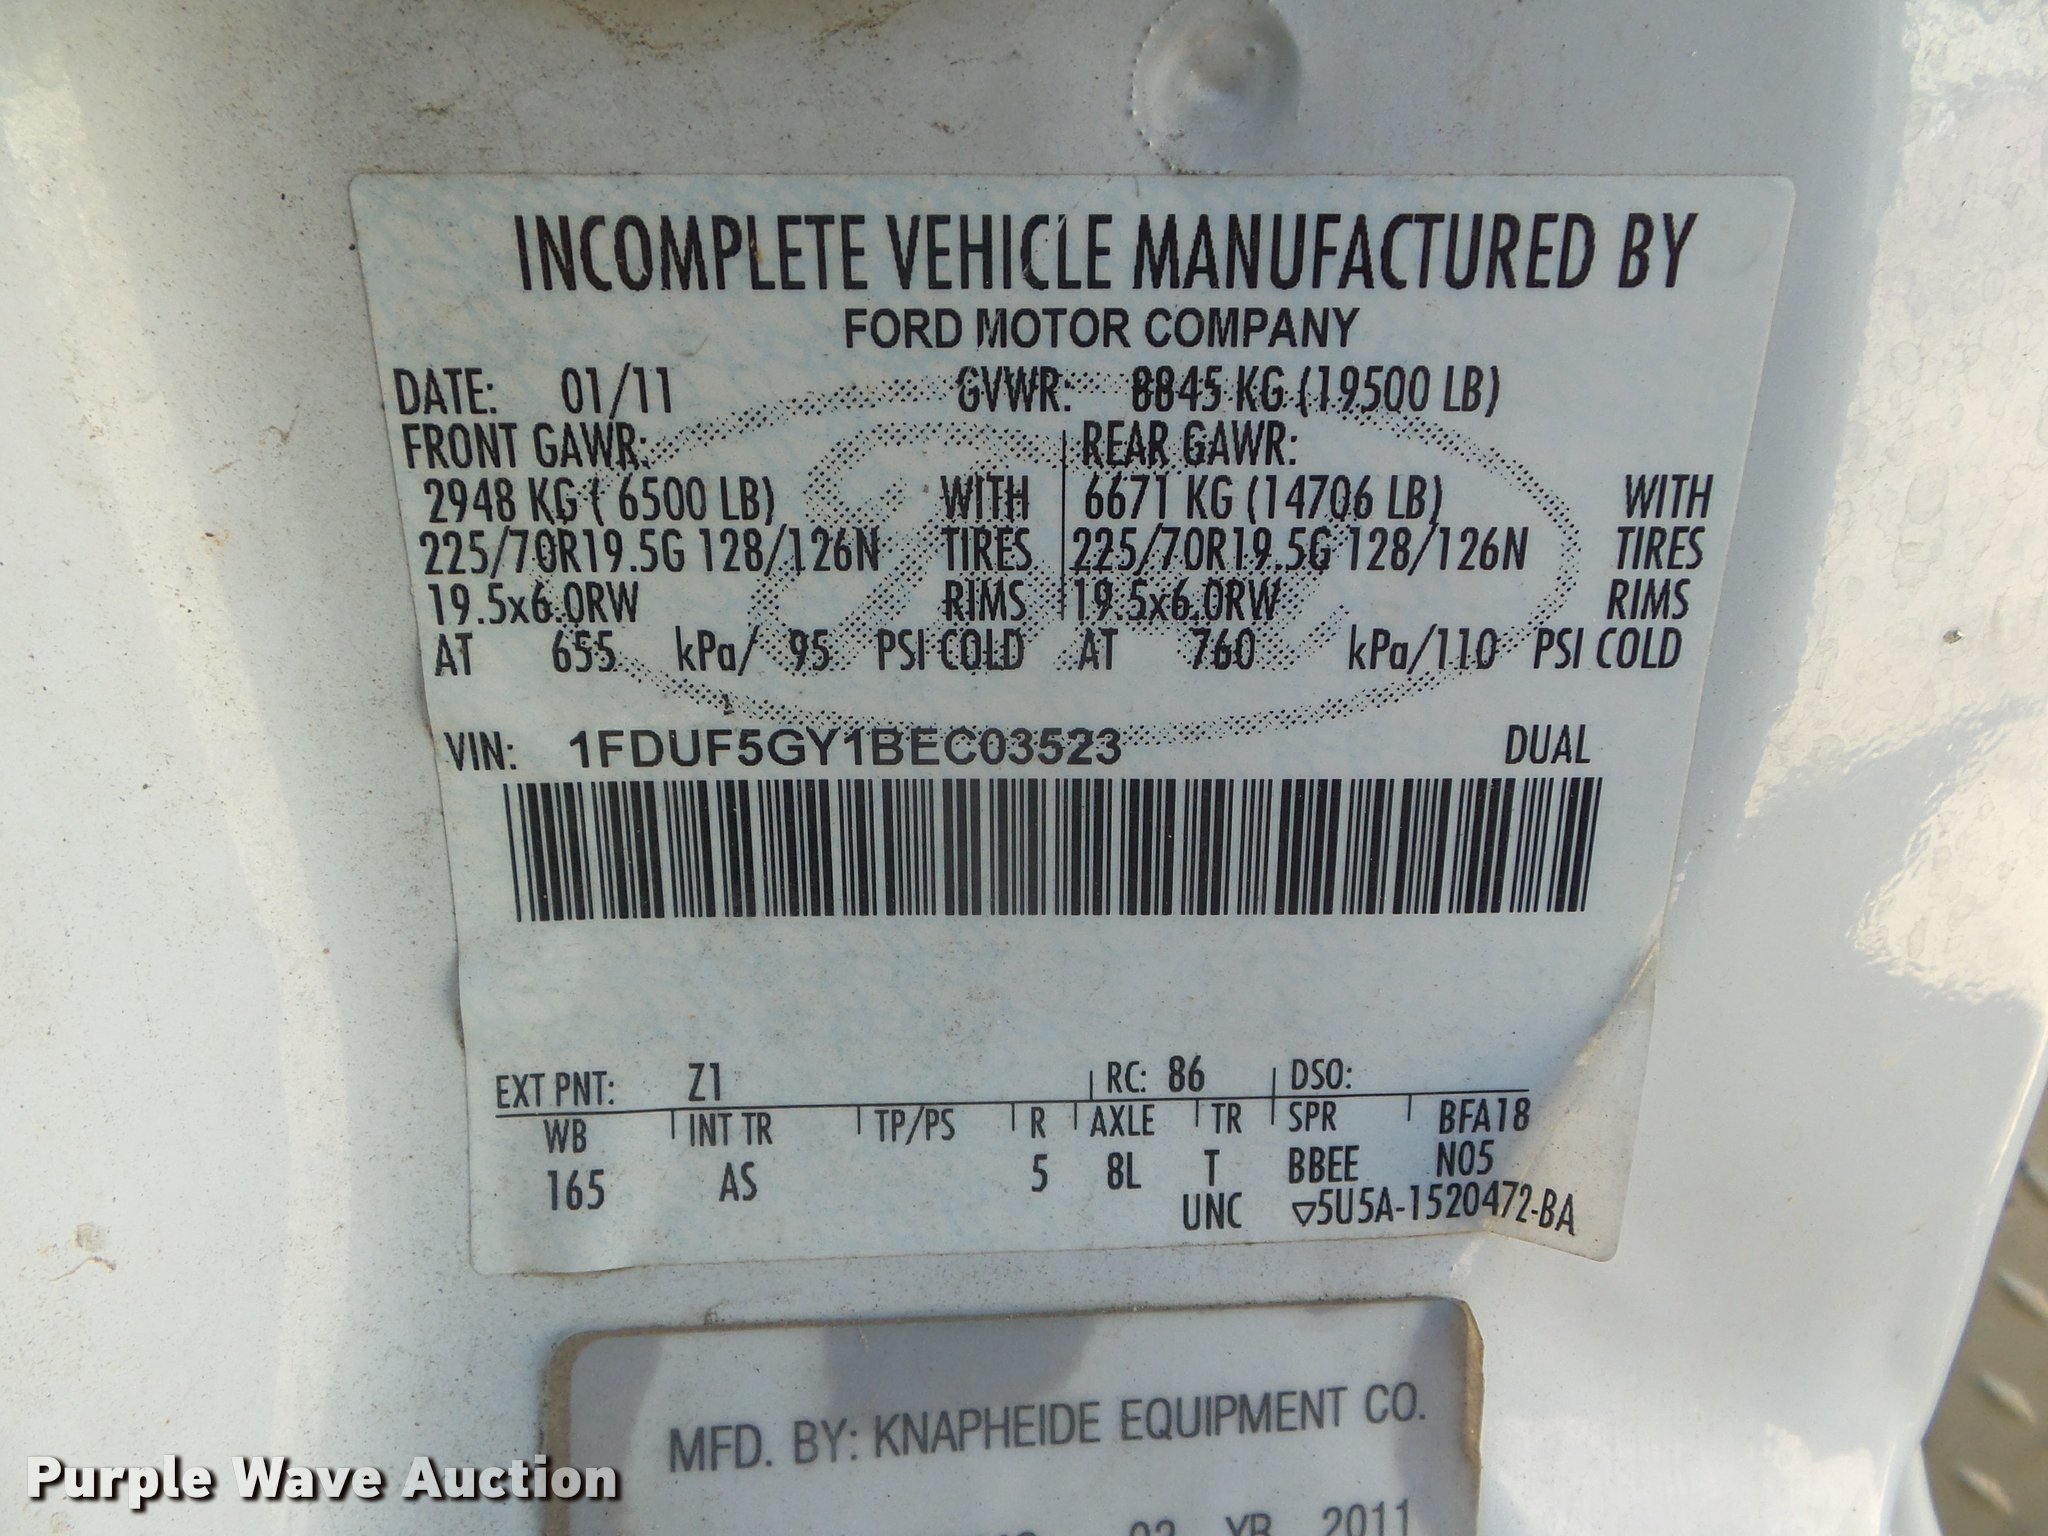 INCOMPLETE VEHICLE MANUFACTURED BY
FORD MOTOR COMPANY
DATE: 01/11 GVWR: 8845 KG (19500 LB)
FRONT GAWR: REAR GAWR:
2948 KG ( 6500 LB) WITH 6671 KG (14706 LB) WITH
225/70R19.5G 128/126N TIRES 225/70R19.5G 128/126N TIRES
19.5x6.0RW RIMS 19.5x6.0RW RIMS
AT 655 kPa/ 95 PSI COLD AT 760 kPa/110 PSI COLD
VIN: 1FDUF5GY1BEC03523 DUAL
EXT PNT: Z1 RC: 86 DSO:
WB INT TR TP/PS R AXLE TR SPR BFA18
165 AS 5 8L T BBEE N05
UNC ▽5U5A-1520472-BA
MFD. BY: KNAPHEIDE EQUIPMENT CO.
YR 2011
Purple Wave Auction